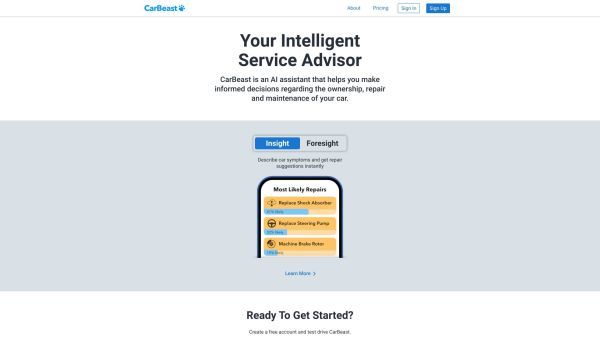 CarBeast
About
Pricing
Sign In
Sign Up
Your Intelligent
Service Advisor
CarBeast is an AI assistant that helps you make
informed decisions regarding the ownership, repair
and maintenance of your car.
Insight
Foresight
Describe car symptoms and get repair
suggestions instantly
Most Likely Repairs
Replace Shock Absorber
Replace Steering Pump
Machine Brake Rotor
Learn More
Ready To Get Started?
Create a free account and test drive CarBeast.